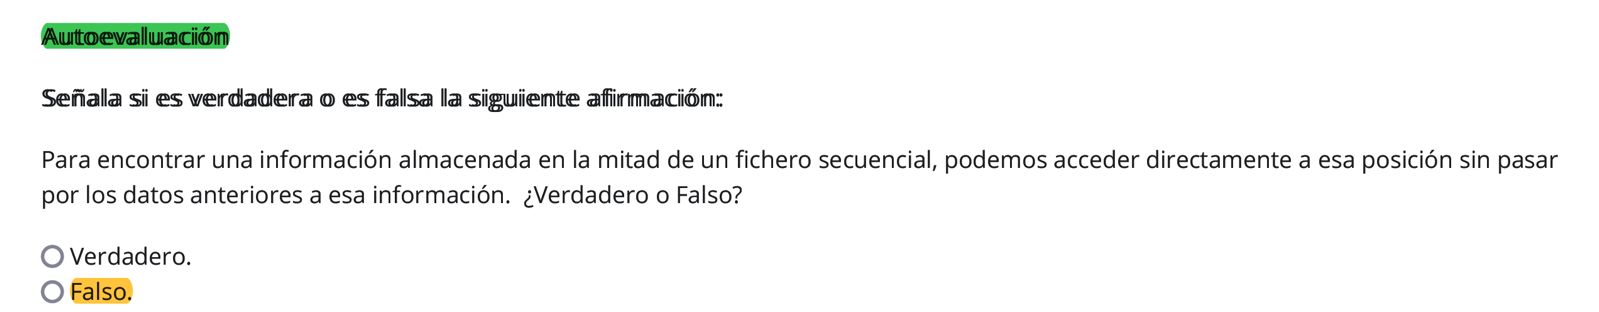 Autoevaluación
Señala si es verdadera o es falsa la siguiente afirmación:
Para encontrar una información almacenada en la mitad de un fichero secuencial, podemos acceder directamente a esa posición sin pasar
por los datos anteriores a esa información. ¿Verdadero o Falso?
Verdadero.
Falso.